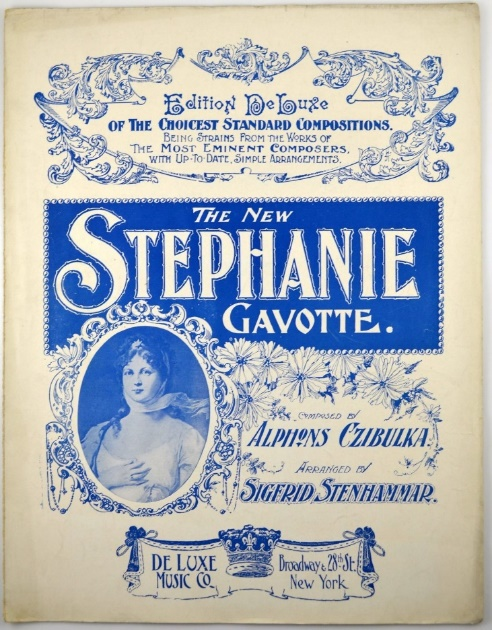 Edition DeLuxe
OF THE CHOICEST STANDARD COMPOSITIONS.
BEING STRAINS FROM THE WORKS OF
THE MOST EMINENT COMPOSERS,
WITH UP-TO-DATE, SIMPLE ARRANGEMENTS.
THE NEW
STEPHANIE
GAVOTTE.
COMPOSED BY
ALPHONS CZIBULKA
ARRANGED BY
SIGFRID STENHAMMAR.
DE LUXE
MUSIC CO.
Broadway & 28th St.
New York